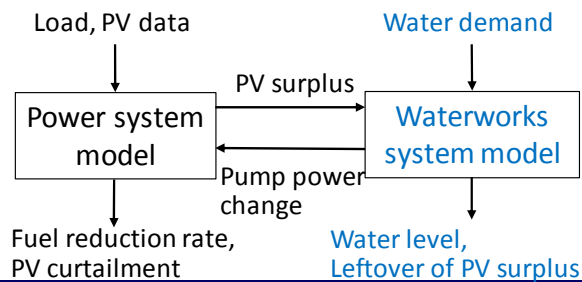 Load, PV data
Water demand
PV surplus
Power system
model
Waterworks
system model
Pump power
change
Fuel reduction rate,
PV curtailment
Water level,
Leftover of PV surplus